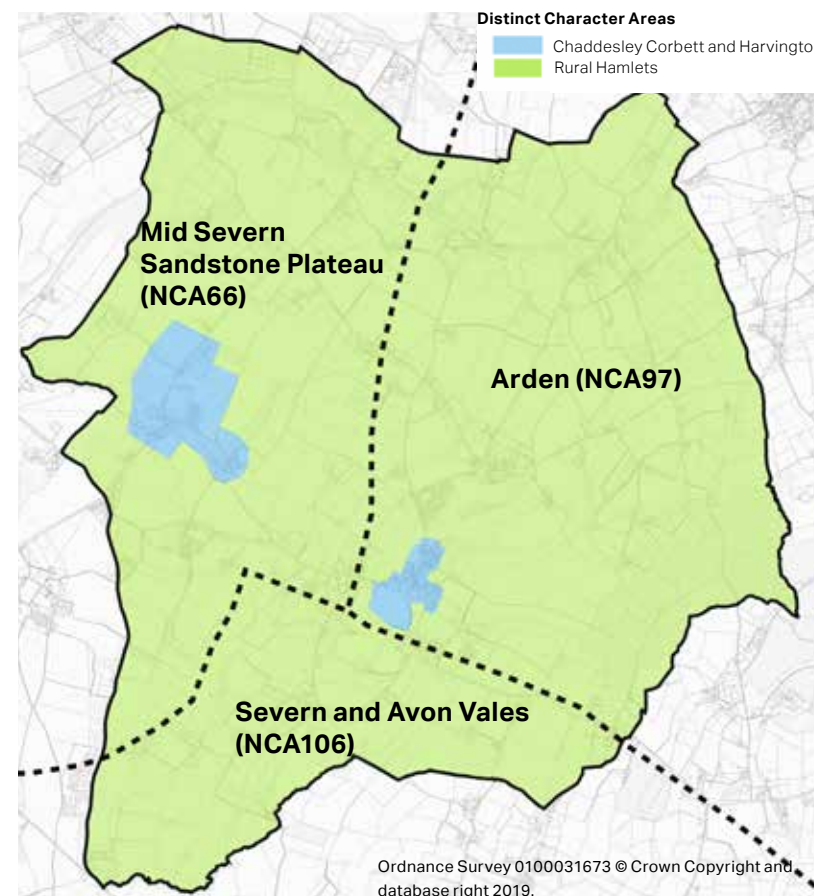 Distinct Character Areas
Chaddesley Corbett and Harvingto
Rural Hamlets
Mid Severn
Sandstone Plateau
(NCA66)
Arden (NCA97)
Severn and Avon Vales
(NCA106)
Ordnance Survey 0100031673 © Crown Copyright and
database right 2019.